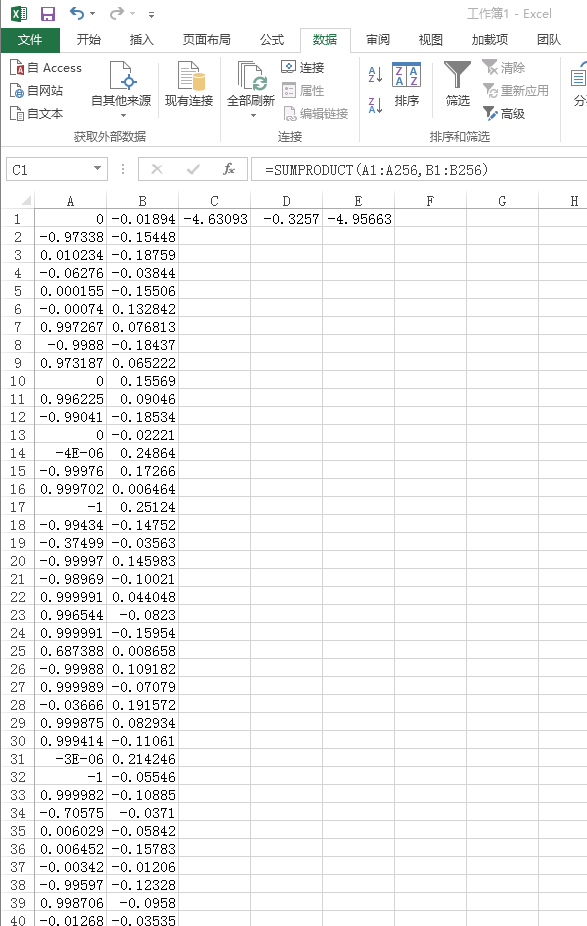 工作簿1 - Excel
文件 开始 插入 页面布局 公式 数据 审阅 视图 加载项 团队
自 Access
自网站
自文本
自其他来源
现有连接
获取外部数据
全部刷新
连接
属性
编辑链接
连接
排序
筛选
清除
重新应用
高级
排序和筛选
分
C1 fx =SUMPRODUCT(A1:A256,B1:B256)
A B C D E F G H
1 0 -0.01894 -4.63093 -0.3257 -4.95663
2 -0.97338 -0.15448
3 0.010234 -0.18759
4 -0.06276 -0.03844
5 0.000155 -0.15506
6 -0.00074 0.132842
7 0.997267 0.076813
8 -0.9988 -0.18437
9 0.973187 0.065222
10 0 0.15569
11 0.996225 0.09046
12 -0.99041 -0.18534
13 0 -0.02221
14 -4E-06 0.24864
15 -0.99976 0.17266
16 0.999702 0.006464
17 -1 0.25124
18 -0.99434 -0.14752
19 -0.37499 -0.03563
20 -0.99997 0.145983
21 -0.98969 -0.10021
22 0.999991 0.044048
23 0.996544 -0.0823
24 0.999991 -0.15954
25 0.687388 0.008658
26 -0.99988 0.109182
27 0.999989 -0.07079
28 -0.03666 0.191572
29 0.999875 0.082934
30 0.999414 -0.11061
31 -3E-06 0.214246
32 -1 -0.05546
33 0.999982 -0.10885
34 -0.70575 -0.0371
35 0.006029 -0.05842
36 0.006452 -0.15783
37 -0.00342 -0.01206
38 -0.99597 -0.12328
39 0.998706 -0.0958
40 -0.01268 -0.03535